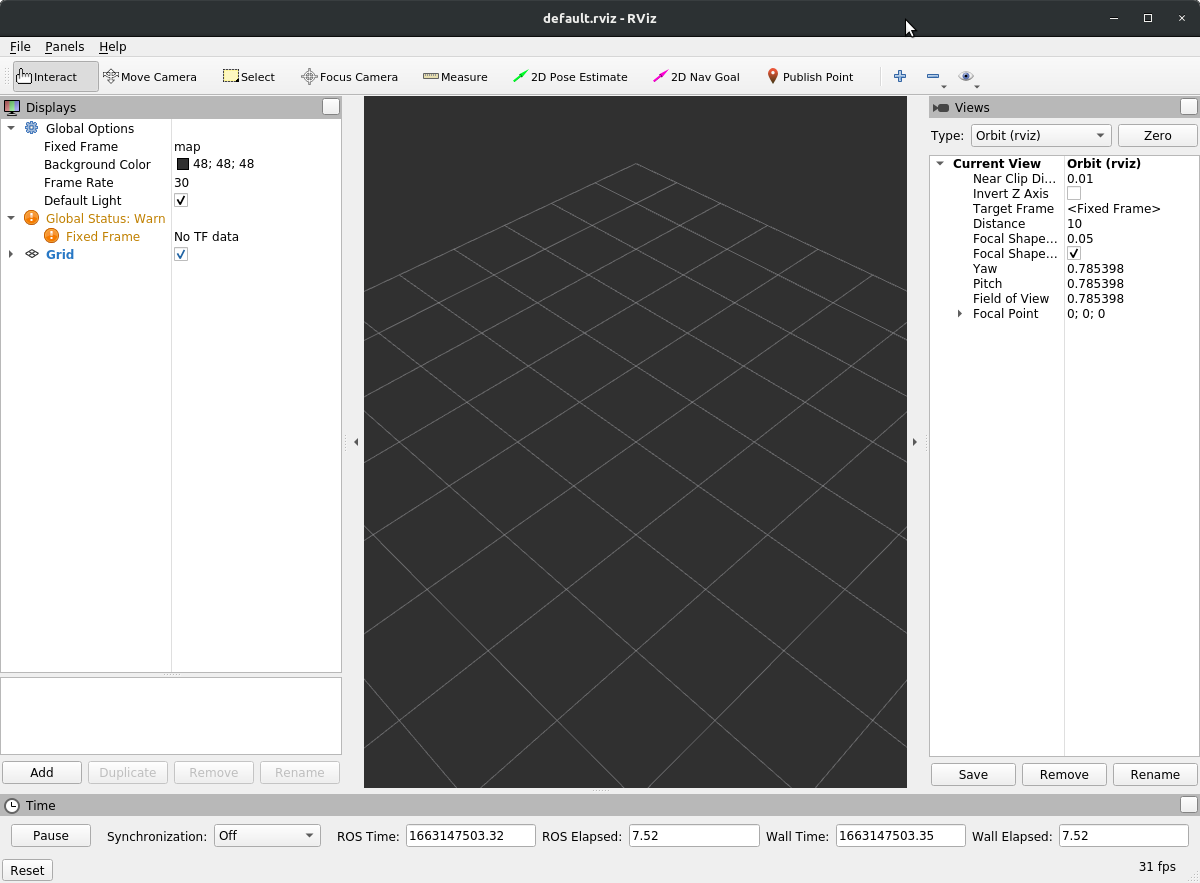 default.rviz - RViz
File Panels Help
Interact Move Camera Select Focus Camera Measure 2D Pose Estimate 2D Nav Goal Publish Point
Displays
Global Options
Fixed Frame map
Background Color 48; 48; 48
Frame Rate 30
Default Light
Global Status: Warn
Fixed Frame No TF data
Grid
Add Duplicate Remove Rename
Views
Type: Orbit (rviz) Zero
Current View Orbit (rviz)
Near Clip Di... 0.01
Invert Z Axis
Target Frame <Fixed Frame>
Distance 10
Focal Shape... 0.05
Focal Shape...
Yaw 0.785398
Pitch 0.785398
Field of View 0.785398
Focal Point 0; 0; 0
Save Remove Rename
Time
Pause Synchronization: Off ROS Time: 1663147503.32 ROS Elapsed: 7.52 Wall Time: 1663147503.35 Wall Elapsed: 7.52
Reset 31 fps